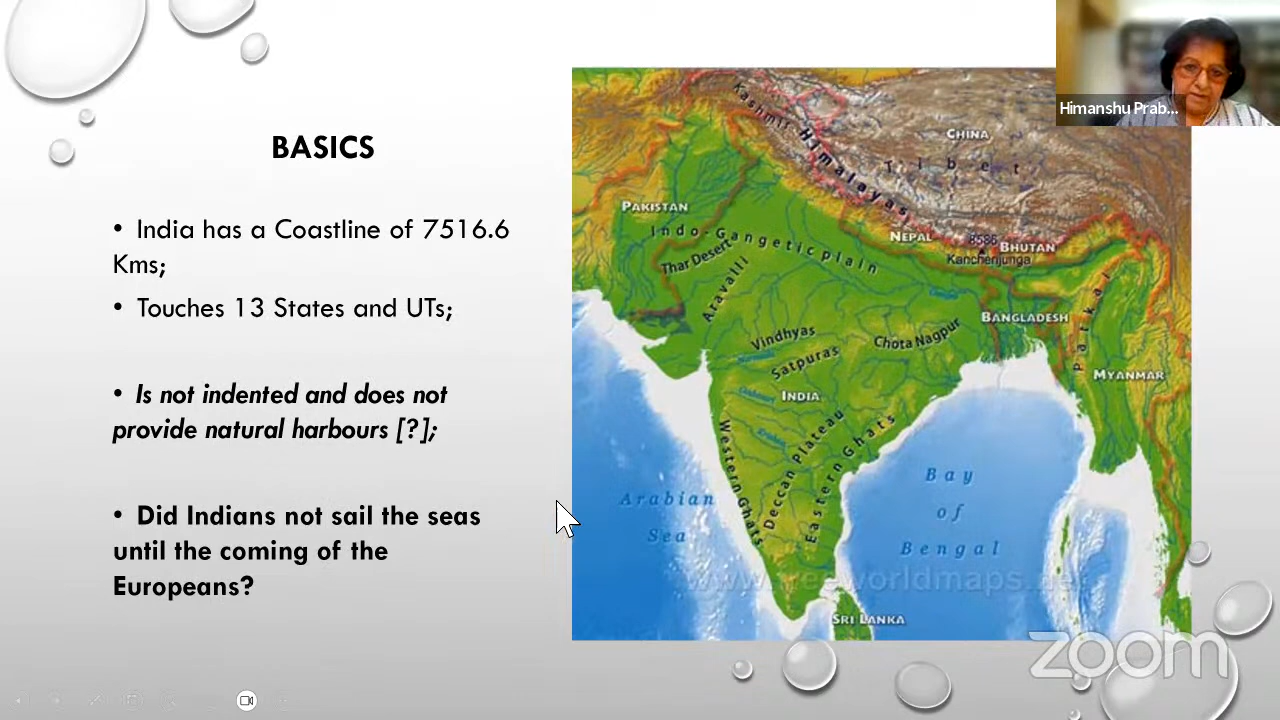 BASICS
• India has a Coastline of 7516.6
Kms;
• Touches 13 States and UTs;
• Is not indented and does not
provide natural harbours [?];
• Did Indians not sail the seas
until the coming of the
Europeans?
Himanshu Prab...
Kashmir
Himalayas
CHINA
Tibet
PAKISTAN
Indo-Gangetic plain
NEPAL
8586
BHUTAN
Kanchenjunga
Thar Desert
Aravalli
Patkai
BANGLADESH
Vindhyas
Chota Nagpur
Satpuras
MYANMAR
INDIA
Western Ghats
Deccan Plateau
Eastern Ghats
Arabian
Sea
Bay
of
Bengal
www.freeworldmaps.net
SRI LANKA
zoom